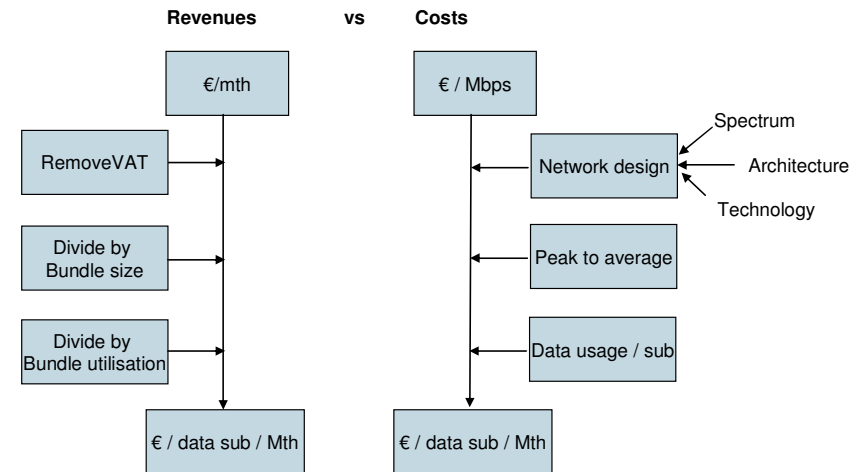 Revenues vs Costs
€/mth
€ / Mbps
RemoveVAT
Divide by
Bundle size
Divide by
Bundle utilisation
€ / data sub / Mth
Network design
Spectrum
Architecture
Technology
Peak to average
Data usage / sub
€ / data sub / Mth